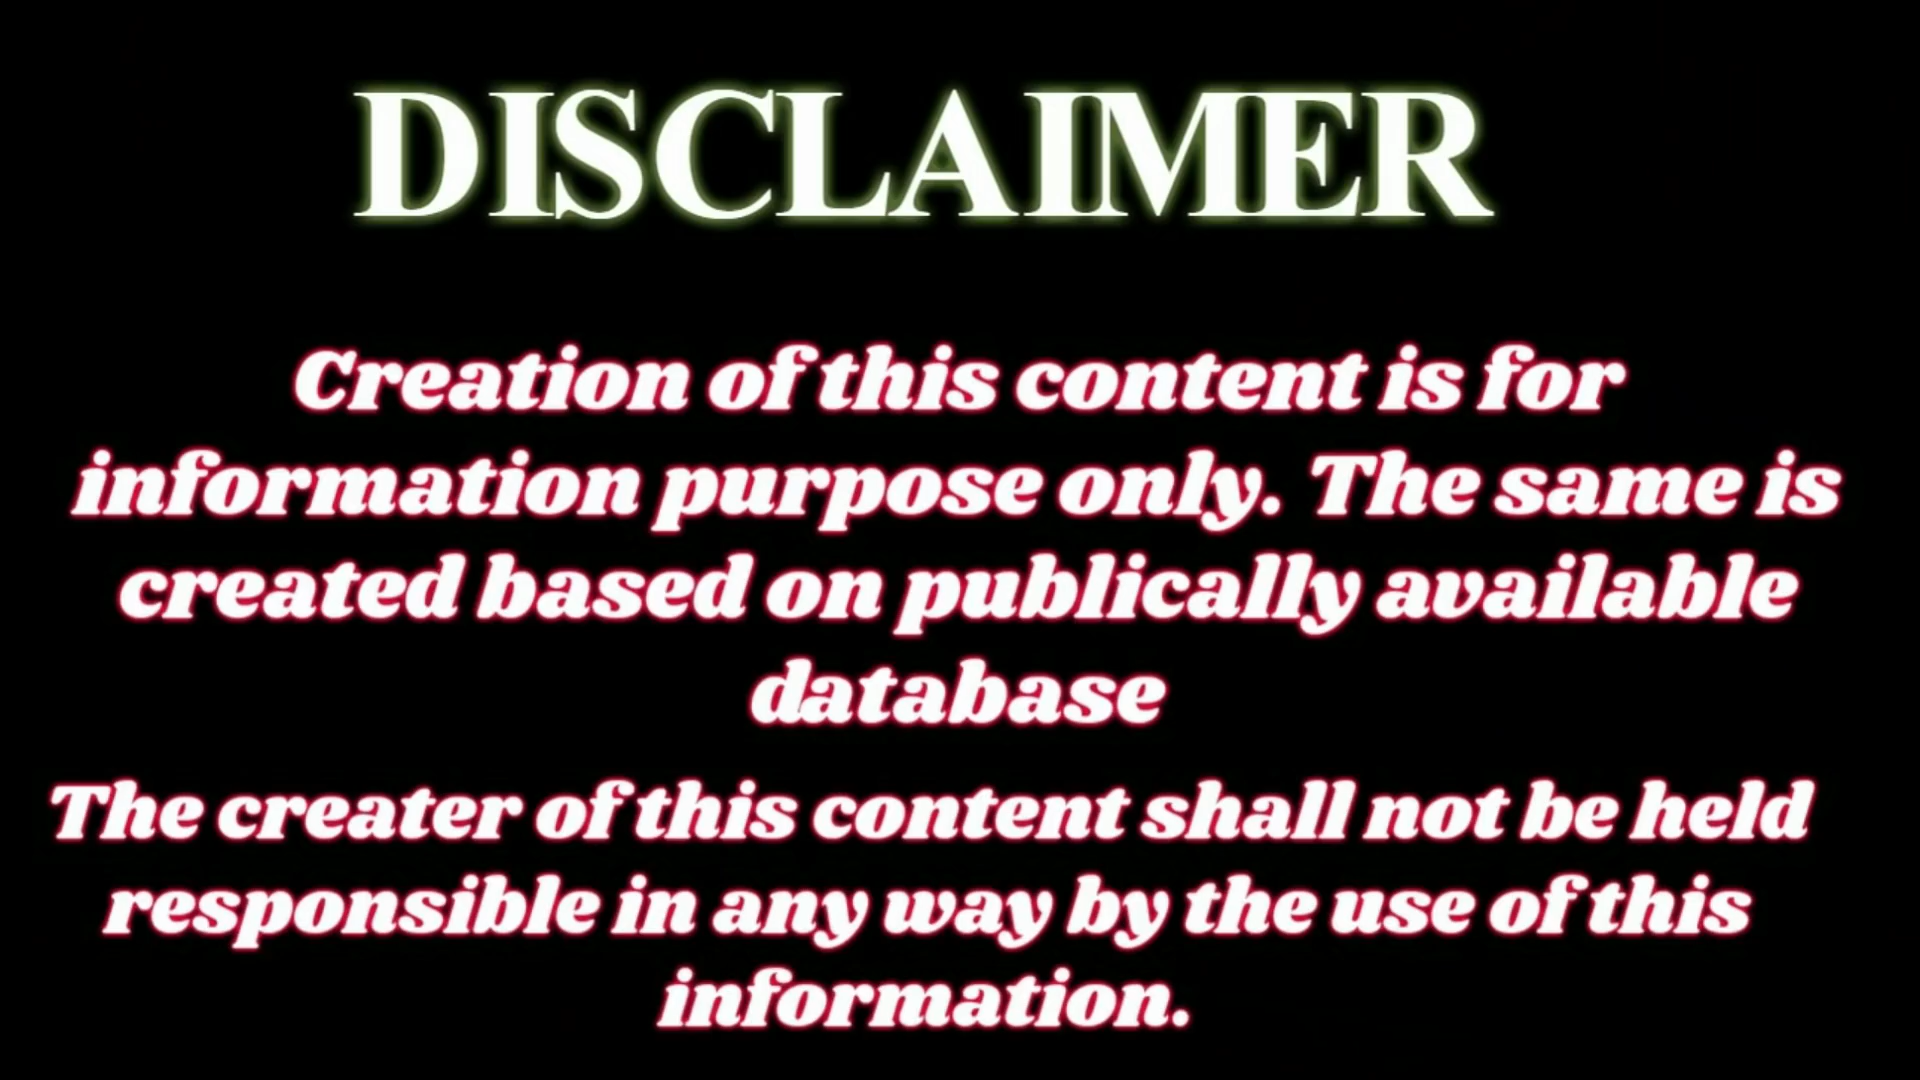 DISCLAIMER
Creation of this content is for
information purpose only. The same is
created based on publically available
database
The creater of this content shall not be held
responsible in any way by the use of this
information.